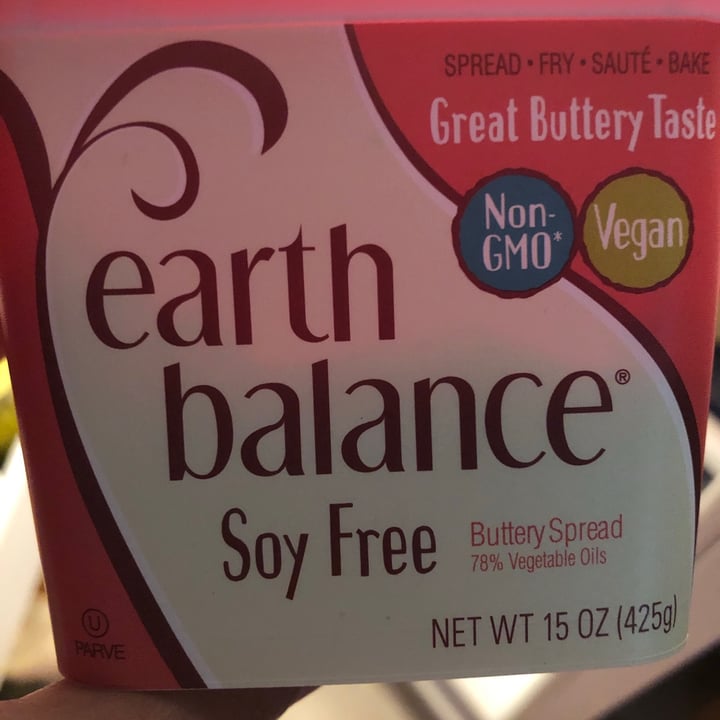 SPREAD • FRY • SAUTÉ • BAKE
Great Buttery Taste
Non-
GMO*
Vegan
earth
balance®
Soy Free
Buttery Spread
78% Vegetable Oils
NET WT 15 OZ (425g)
U
PARVE